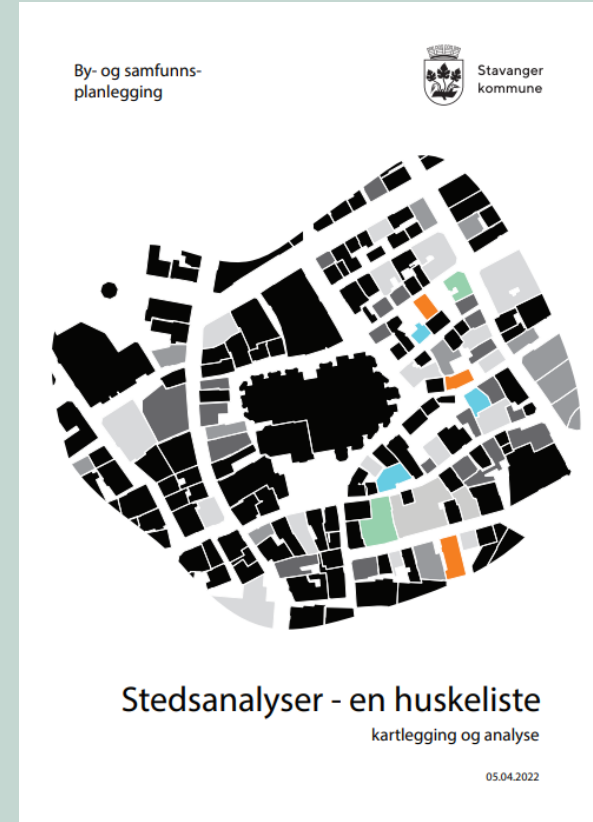 By- og samfunns-
planlegging
Stavanger
kommune
Stedsanalyser - en huskeliste
kartlegging og analyse
05.04.2022